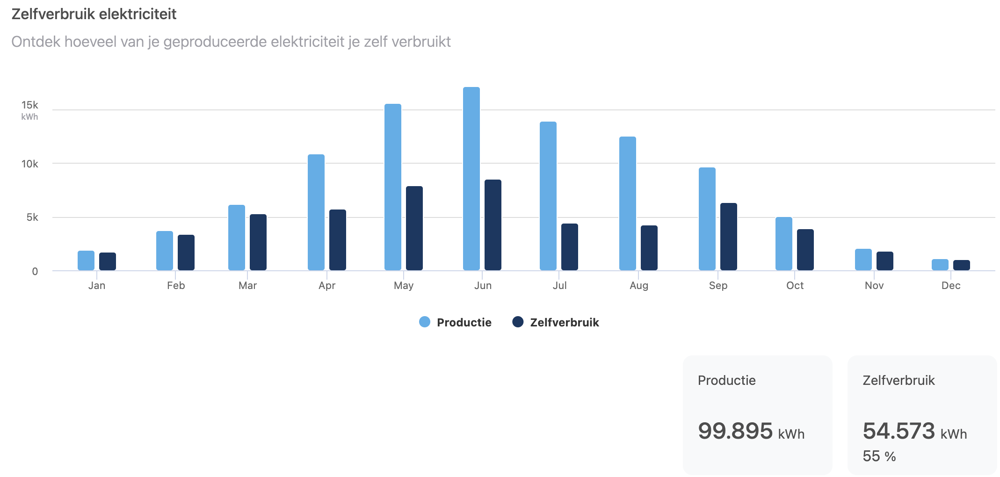 Zelfverbruik elektriciteit
Ontdek hoeveel van je geproduceerde elektriciteit je zelf verbruikt
15k
kWh
10k
5k
0
Jan Feb Mar Apr May Jun Jul Aug Sep Oct Nov Dec
Productie Zelfverbruik
Productie Zelfverbruik
99.895 kWh 54.573 kWh
55 %